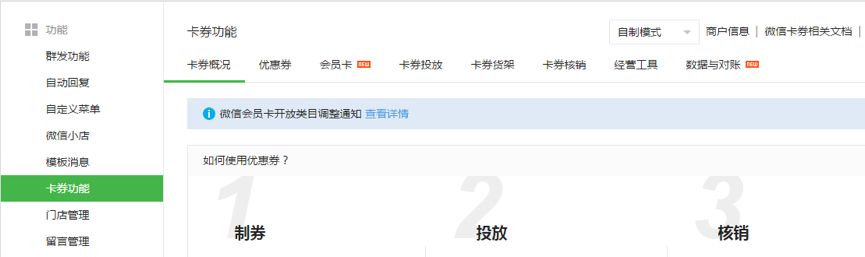 功能
群发功能
自动回复
自定义菜单
微信小店
模板消息
卡券功能
门店管理
留言管理
卡券功能
自制模式 商户信息 | 微信卡券相关文档 |
卡券概况 优惠券 会员卡 NEW 卡券投放 卡券货架 卡券核销 经营工具 数据与对账 NEW
微信会员卡开放类目调整通知 查看详情
如何使用优惠券？
1 2 3
制券 投放 核销